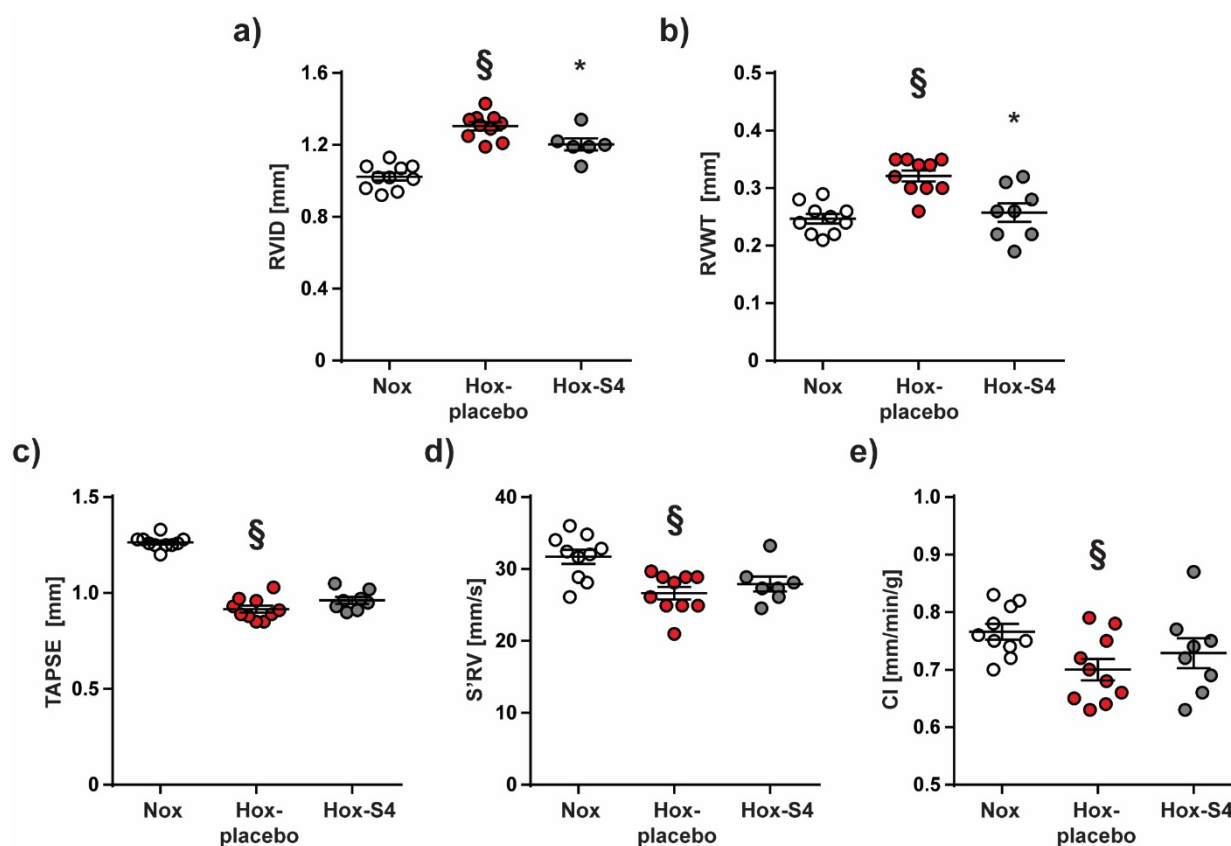 a)
§
*
1.6
1.2
0.8
0.4
0
RVID [mm]
Nox
Hox-
placebo
Hox-S4
b)
§
*
0.5
0.4
0.3
0.2
0.1
0
RVWT [mm]
Nox
Hox-
placebo
Hox-S4
c)
§
1.5
1.0
0.5
0
TAPSE [mm]
Nox
Hox-
placebo
Hox-S4
d)
§
40
30
20
10
0
S’RV [mm/s]
Nox
Hox-
placebo
Hox-S4
e)
§
1.0
0.9
0.8
0.7
0.6
0.5
CI [mm/min/g]
Nox
Hox-
placebo
Hox-S4